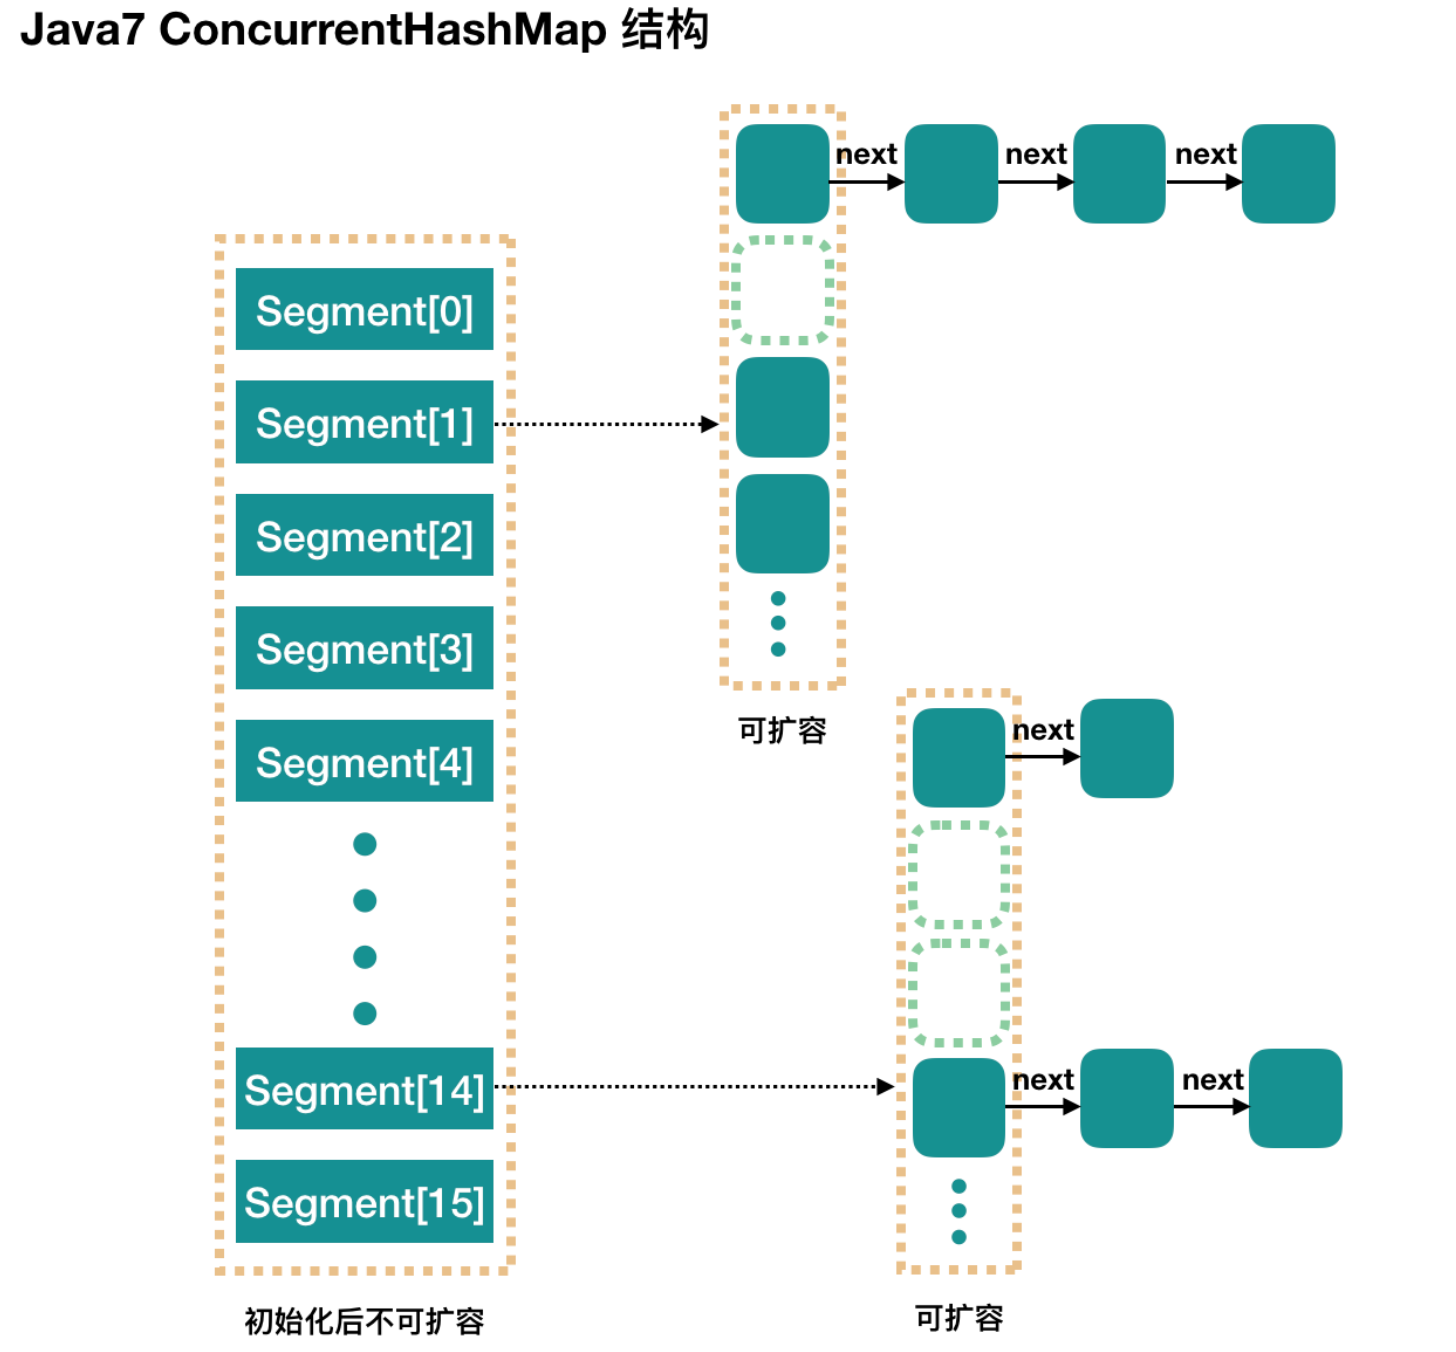 Java7 ConcurrentHashMap 结构
next next next
Segment[0]
Segment[1]
Segment[2]
Segment[3]
Segment[4]
Segment[14]
Segment[15]
初始化后不可扩容
可扩容
next
next next
可扩容